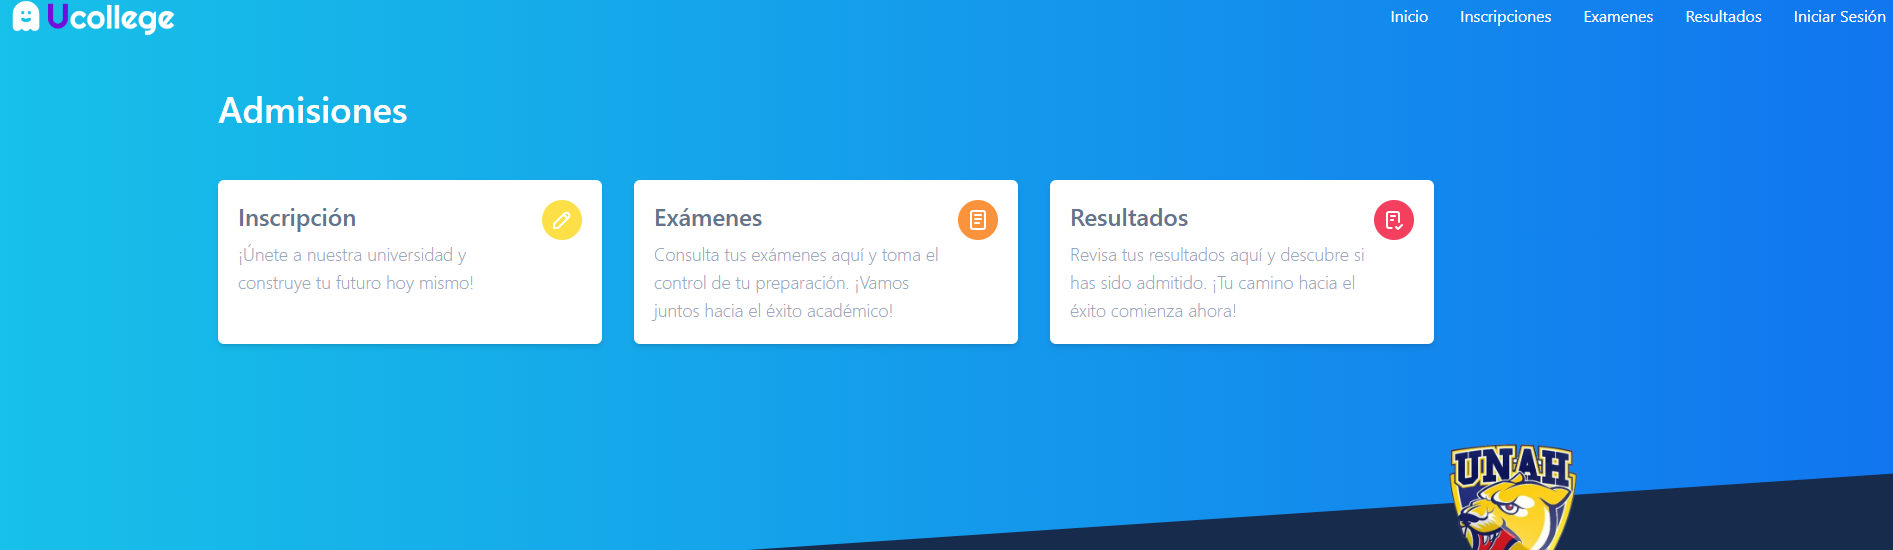 Ucollege
Inicio
Inscripciones
Examenes
Resultados
Iniciar Sesión
Admisiones
Inscripción
¡Únete a nuestra universidad y
construye tu futuro hoy mismo!
Exámenes
Consulta tus exámenes aquí y toma el
control de tu preparación. ¡Vamos
juntos hacia el éxito académico!
Resultados
Revisa tus resultados aquí y descubre si
has sido admitido. ¡Tu camino hacia el
éxito comienza ahora!
UNAH